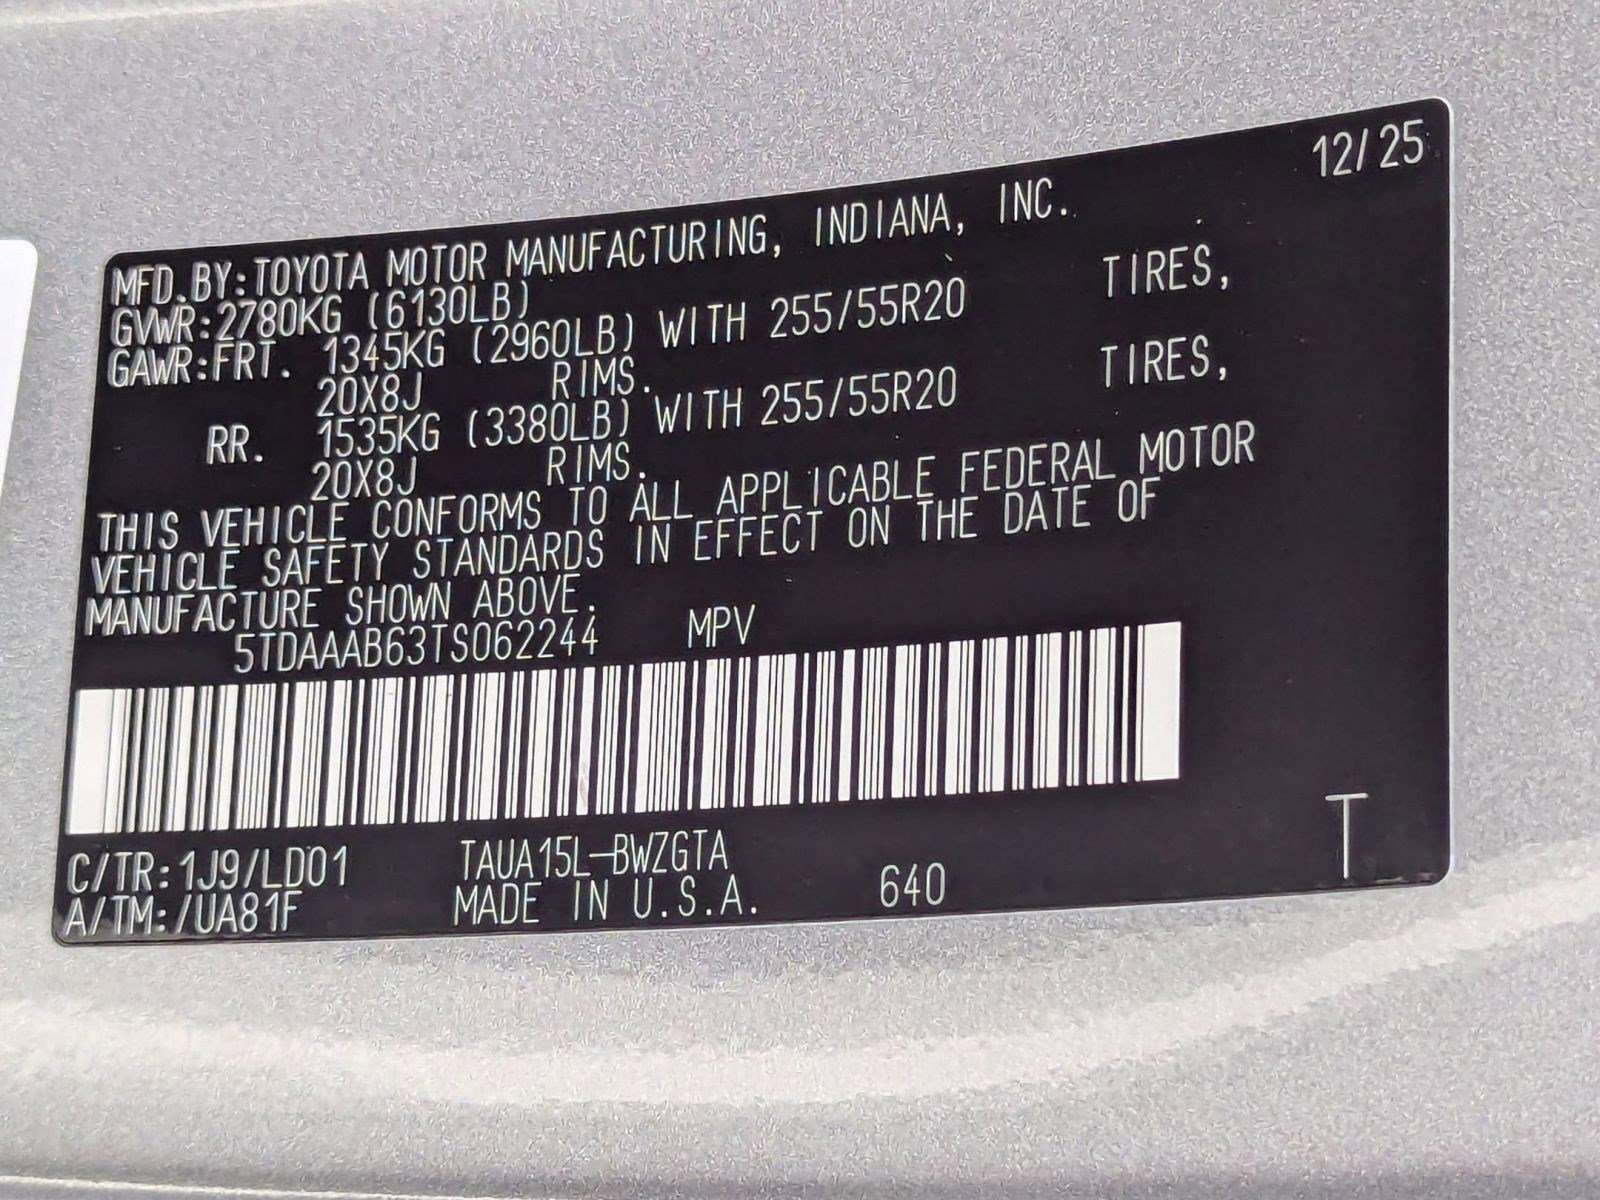 12/25
MFD.BY:TOYOTA MOTOR MANUFACTURING, INDIANA, INC.
GVWR:2780KG (6130LB)
GAWR:FRT. 1345KG (2960LB) WITH 255/55R20 TIRES,
20X8J RIMS.
RR. 1535KG (3380LB) WITH 255/55R20 TIRES,
20X8J RIMS.
THIS VEHICLE CONFORMS TO ALL APPLICABLE FEDERAL MOTOR
VEHICLE SAFETY STANDARDS IN EFFECT ON THE DATE OF
MANUFACTURE SHOWN ABOVE.
5TDAAAB63TS062244 MPV
C/TR:1J9/LD01 TAUA15L-BWZGTA
A/TM:/UA81F MADE IN U.S.A. 640
T